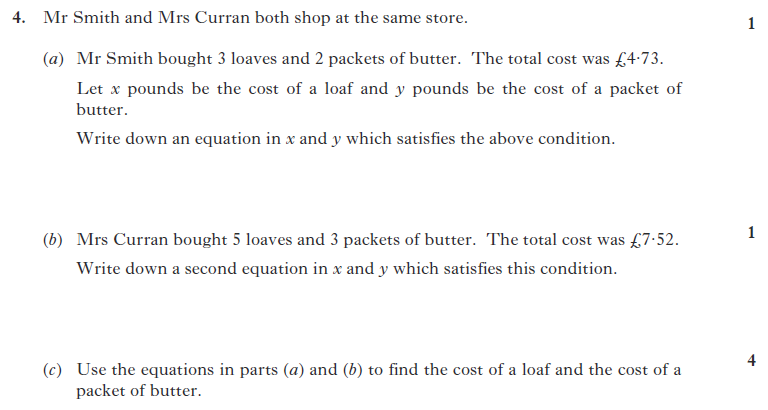 4. Mr Smith and Mrs Curran both shop at the same store.
1
(a) Mr Smith bought 3 loaves and 2 packets of butter. The total cost was £4·73.
Let x pounds be the cost of a loaf and y pounds be the cost of a packet of
butter.
Write down an equation in x and y which satisfies the above condition.
(b) Mrs Curran bought 5 loaves and 3 packets of butter. The total cost was £7·52.
1
Write down a second equation in x and y which satisfies this condition.
(c) Use the equations in parts (a) and (b) to find the cost of a loaf and the cost of a
4
packet of butter.